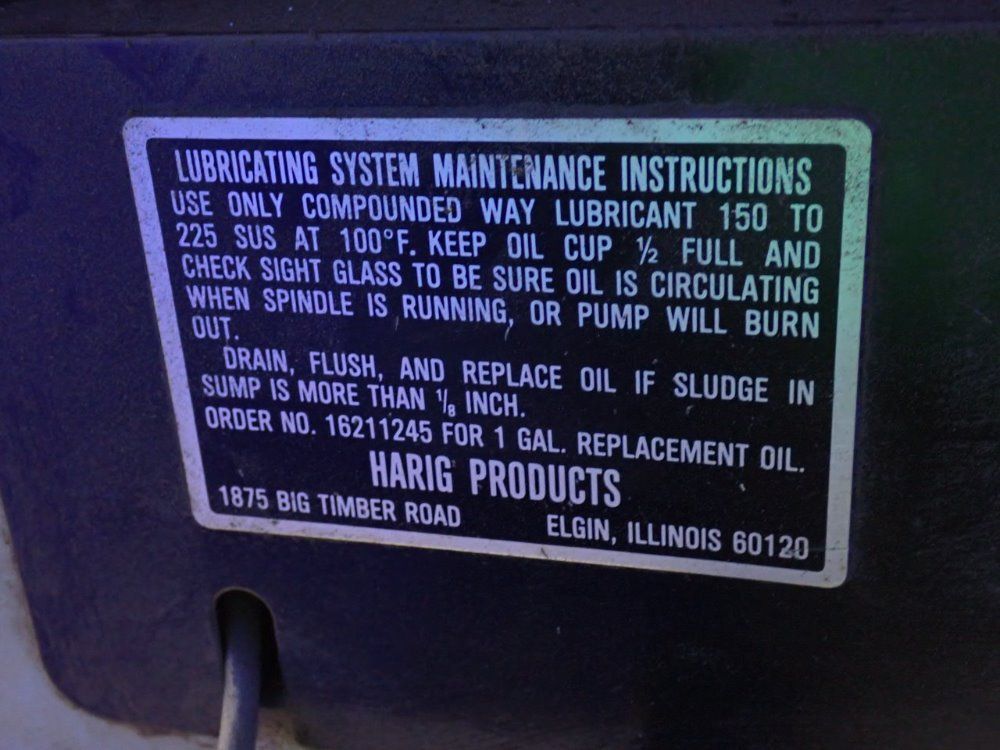 LUBRICATING SYSTEM MAINTENANCE INSTRUCTIONS
USE ONLY COMPOUNDED WAY LUBRICANT 150 TO
225 SUS AT 100°F. KEEP OIL CUP ½ FULL AND
CHECK SIGHT GLASS TO BE SURE OIL IS CIRCULATING
WHEN SPINDLE IS RUNNING, OR PUMP WILL BURN
OUT.
DRAIN, FLUSH, AND REPLACE OIL IF SLUDGE IN
SUMP IS MORE THAN ⅛ INCH.
ORDER NO. 16211245 FOR 1 GAL. REPLACEMENT OIL.
HARIG PRODUCTS
1875 BIG TIMBER ROAD ELGIN, ILLINOIS 60120